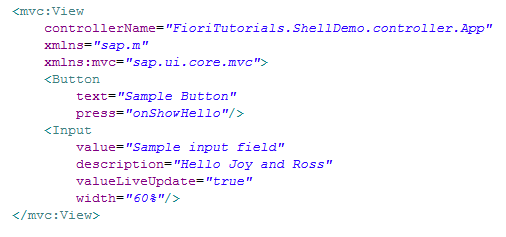 <mvc:View
controllerName="FioriTutorials.ShellDemo.controller.App"
xmlns="sap.m"
xmlns:mvc="sap.ui.core.mvc">
<Button
text="Sample Button"
press="onShowHello"/>
<Input
value="Sample input field"
description="Hello Joy and Ross"
valueLiveUpdate="true"
width="60%"/>
</mvc:View>